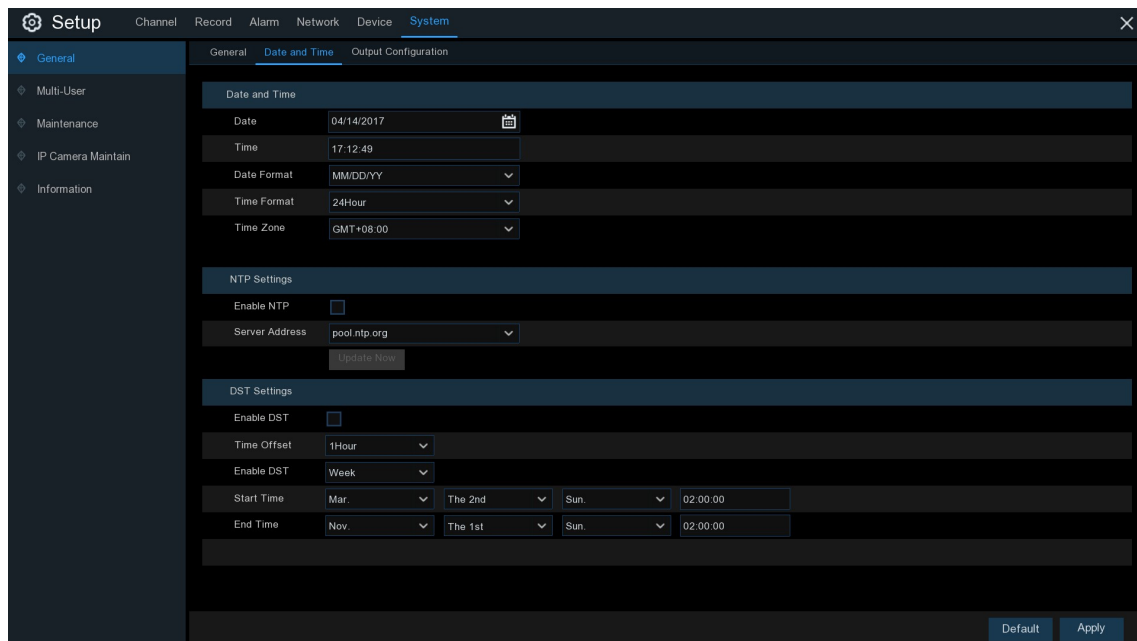 Setup Channel Record Alarm Network Device System
General Date and Time Output Configuration
General
Multi-User
Maintenance
IP Camera Maintain
Information
Date and Time
Date 04/14/2017
Time 17:12:49
Date Format MM/DD/YY
Time Format 24Hour
Time Zone GMT+08:00
NTP Settings
Enable NTP
Server Address pool.ntp.org
Update Now
DST Settings
Enable DST
Time Offset 1Hour
Enable DST Week
Start Time Mar. The 2nd Sun. 02:00:00
End Time Nov. The 1st Sun. 02:00:00
Default Apply